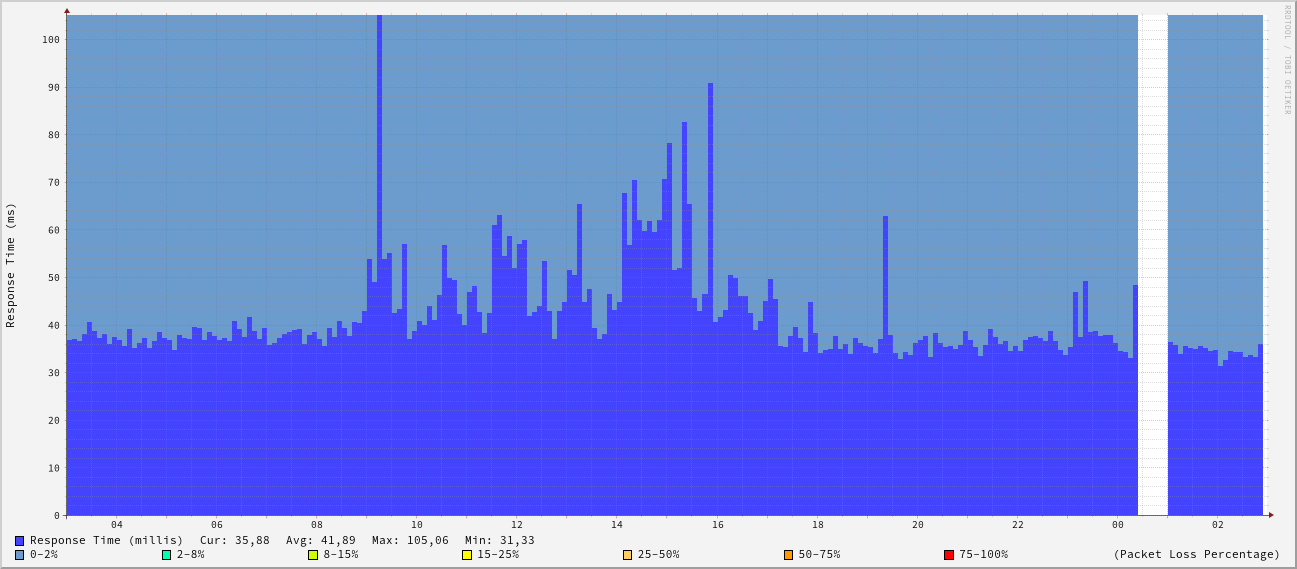 RRDTOOL / TOBI OETIKER
Response Time (ms)
100
90
80
70
60
50
40
30
20
10
0
04 06 08 10 12 14 16 18 20 22 00 02
Response Time (millis) Cur: 35,88 Avg: 41,89 Max: 105,06 Min: 31,33
0-2% 2-8% 8-15% 15-25% 25-50% 50-75% 75-100% (Packet Loss Percentage)